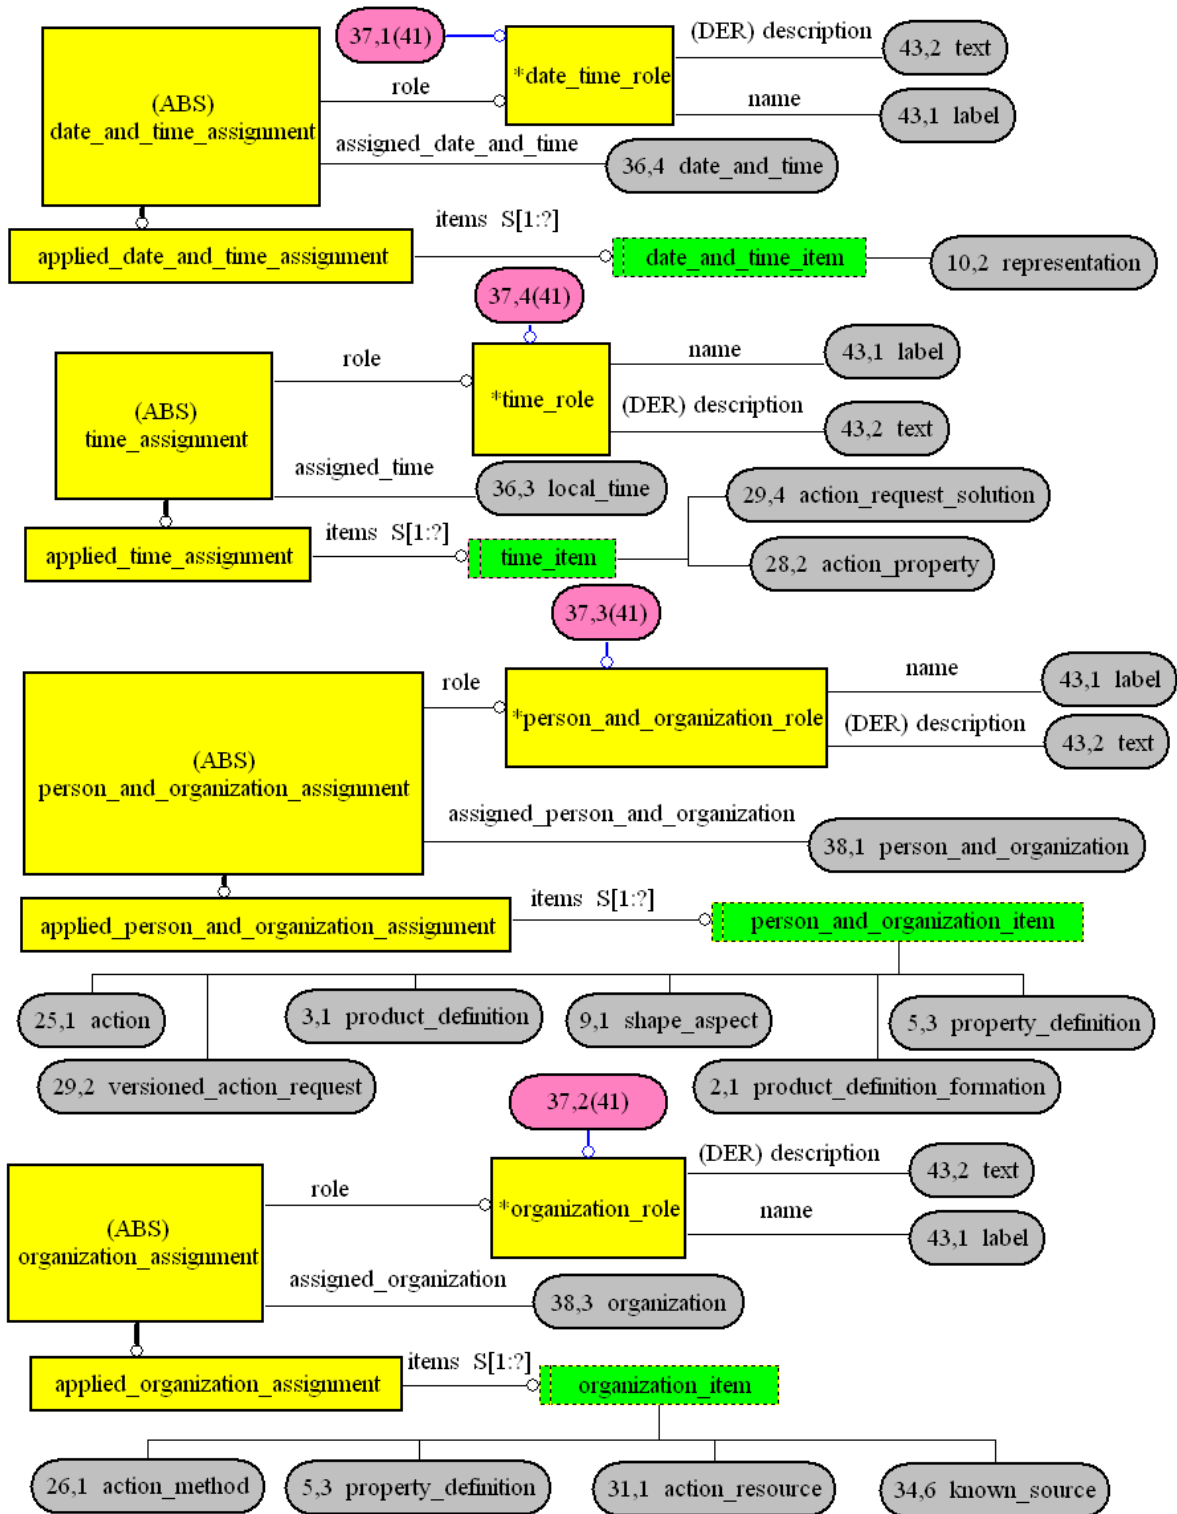 37,1(41)
(DER) description
43,2 text
*date_time_role
role
name
43,1 label
(ABS)
date_and_time_assignment
assigned_date_and_time
36,4 date_and_time
items S[1:?]
applied_date_and_time_assignment
date_and_time_item
10,2 representation
37,4(41)
name
43,1 label
role
*time_role
(DER) description
43,2 text
(ABS)
time_assignment
assigned_time
36,3 local_time
29,4 action_request_solution
items S[1:?]
applied_time_assignment
time_item
28,2 action_property
37,3(41)
name
43,1 label
role
*person_and_organization_role
(DER) description
43,2 text
(ABS)
person_and_organization_assignment
assigned_person_and_organization
38,1 person_and_organization
items S[1:?]
applied_person_and_organization_assignment
person_and_organization_item
25,1 action
3,1 product_definition
9,1 shape_aspect
5,3 property_definition
29,2 versioned_action_request
2,1 product_definition_formation
37,2(41)
(DER) description
43,2 text
role
*organization_role
name
43,1 label
(ABS)
organization_assignment
assigned_organization
38,3 organization
items S[1:?]
applied_organization_assignment
organization_item
26,1 action_method
5,3 property_definition
31,1 action_resource
34,6 known_source